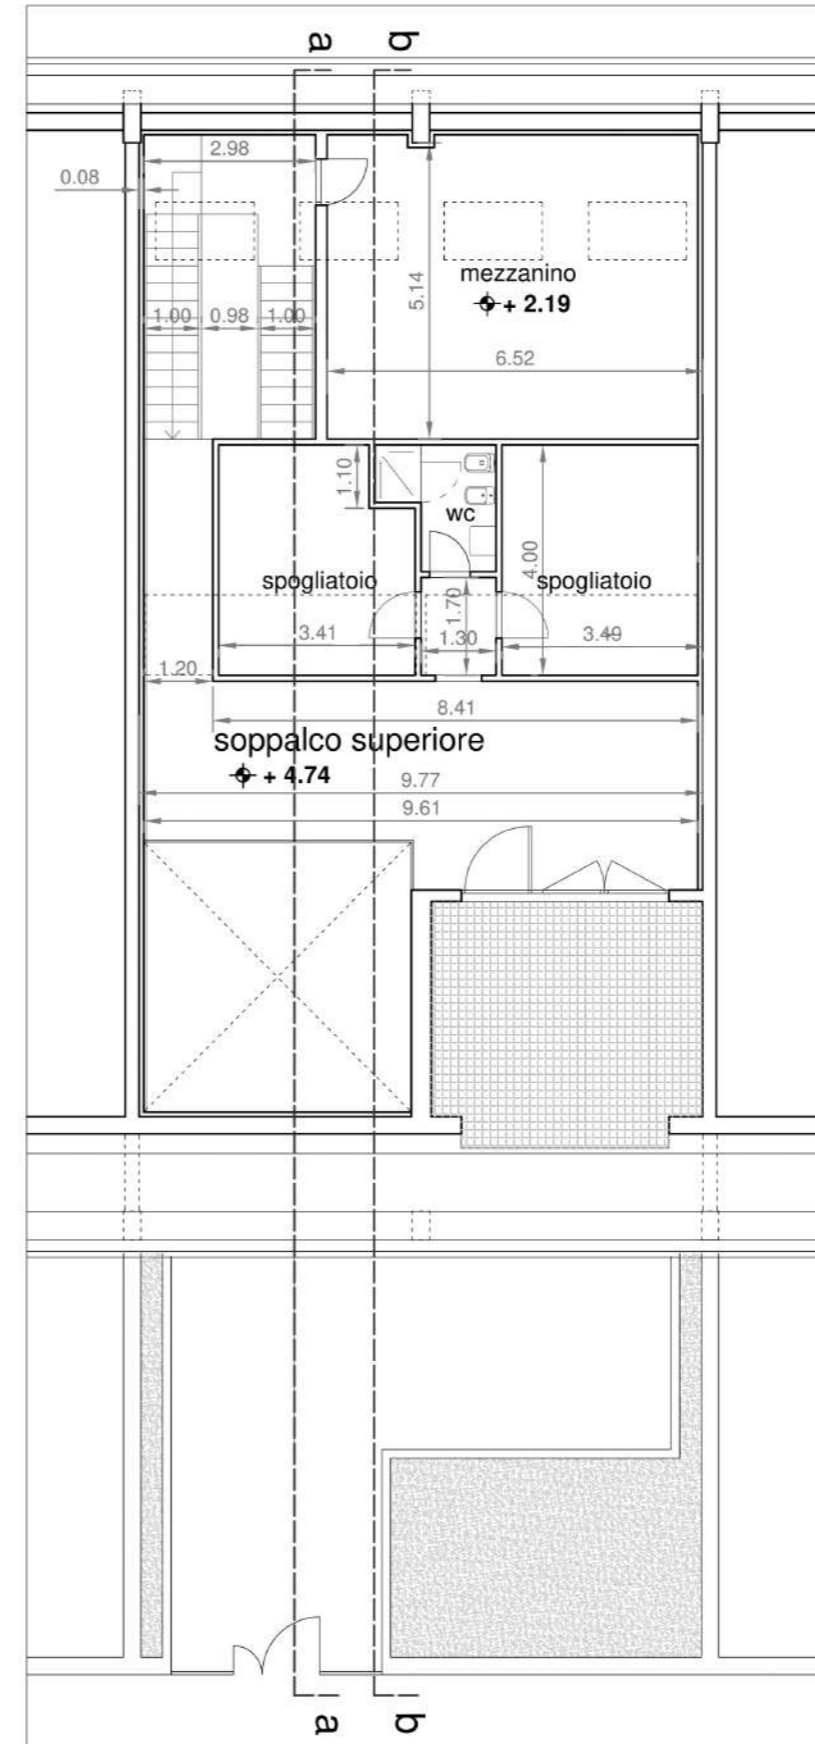 a b
2.98
0.08
mezzanino
+ 2.19
5.14
1.00 0.98 1.00
6.52
1.10
wc
4.00
spogliatoio spogliatoio
1.70
3.41 1.30 3.49
1.20
8.41
soppalco superiore
+ 4.74
9.77
9.61
a b